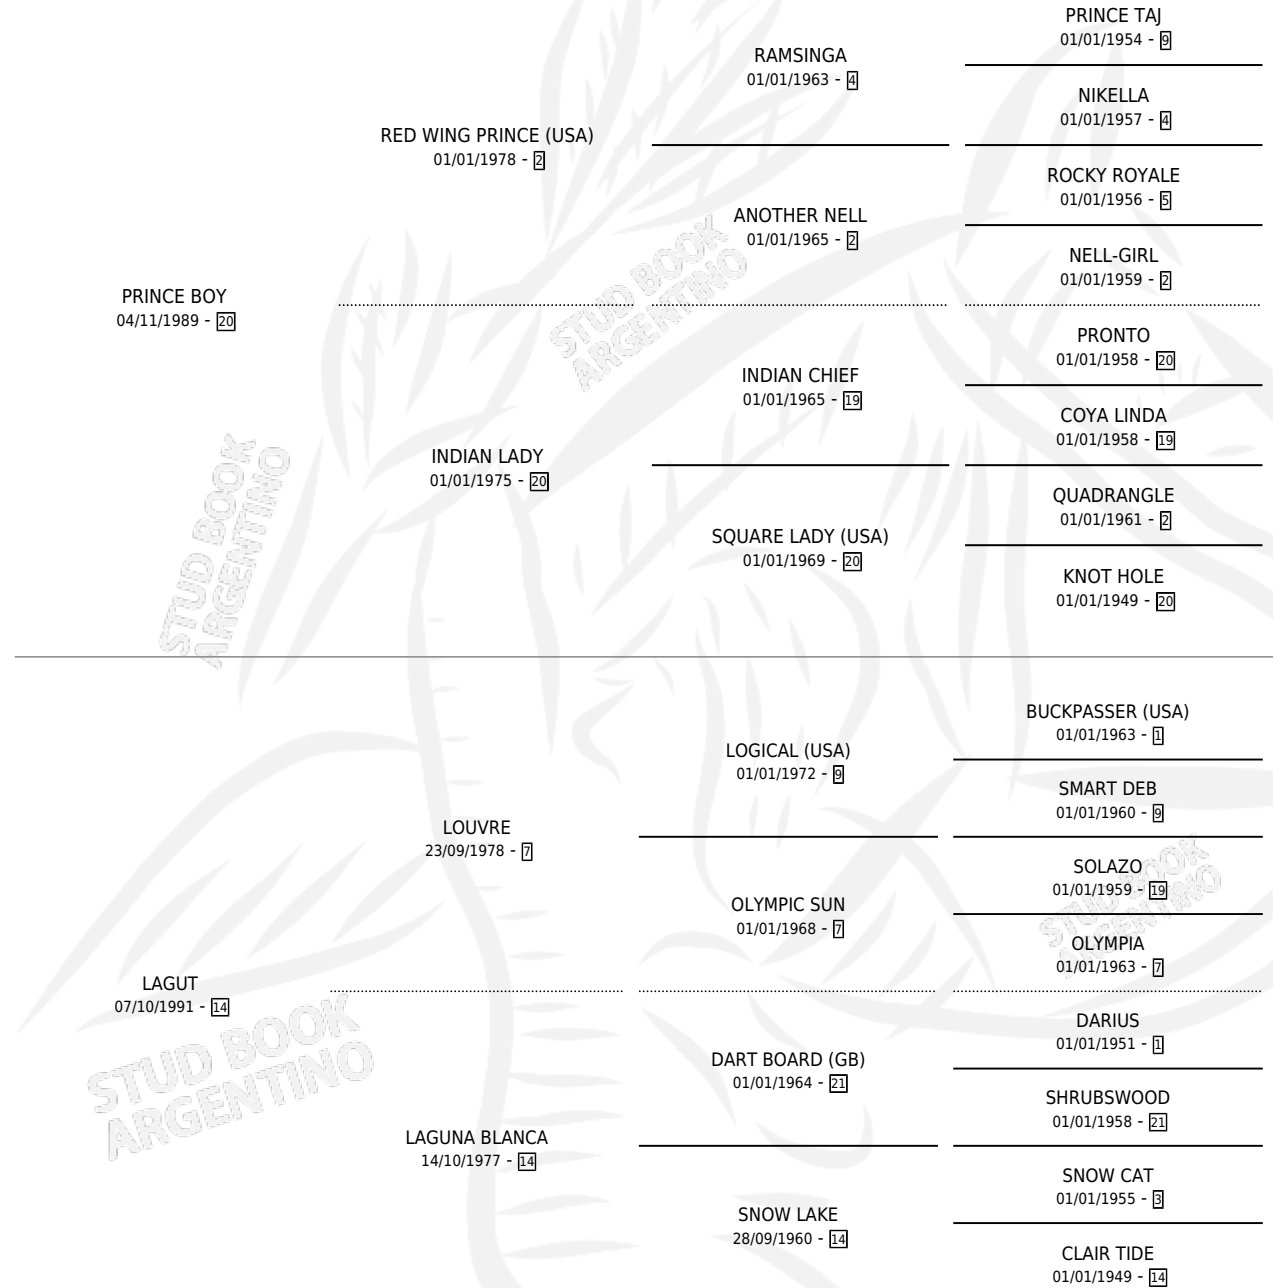 PRINCE TAJ
01/01/1954 - 9
RAMSINGA
01/01/1963 - 4
NIKELLA
01/01/1957 - 4
RED WING PRINCE (USA)
01/01/1978 - 2
ROCKY ROYALE
01/01/1956 - 5
ANOTHER NELL
01/01/1965 - 2
NELL-GIRL
01/01/1959 - 2
PRINCE BOY
04/11/1989 - 20
PRONTO
01/01/1958 - 20
INDIAN CHIEF
01/01/1965 - 19
COYA LINDA
01/01/1958 - 19
INDIAN LADY
01/01/1975 - 20
QUADRANGLE
01/01/1961 - 2
SQUARE LADY (USA)
01/01/1969 - 20
KNOT HOLE
01/01/1949 - 20
STUD BOOK
ARGENTINO
STUD BOOK
ARGENTINO
BUCKPASSER (USA)
01/01/1963 - 1
LOGICAL (USA)
01/01/1972 - 9
SMART DEB
01/01/1960 - 9
LOUVRE
23/09/1978 - 7
SOLAZO
01/01/1959 - 19
OLYMPIC SUN
01/01/1968 - 7
OLYMPIA
01/01/1963 - 7
LAGUT
07/10/1991 - 14
DARIUS
01/01/1951 - 1
DART BOARD (GB)
01/01/1964 - 21
SHRUBSWOOD
01/01/1958 - 21
LAGUNA BLANCA
14/10/1977 - 14
SNOW CAT
01/01/1955 - 3
SNOW LAKE
28/09/1960 - 14
CLAIR TIDE
01/01/1949 - 14
STUD BOOK
ARGENTINO
STUD BOOK
ARGENTINO